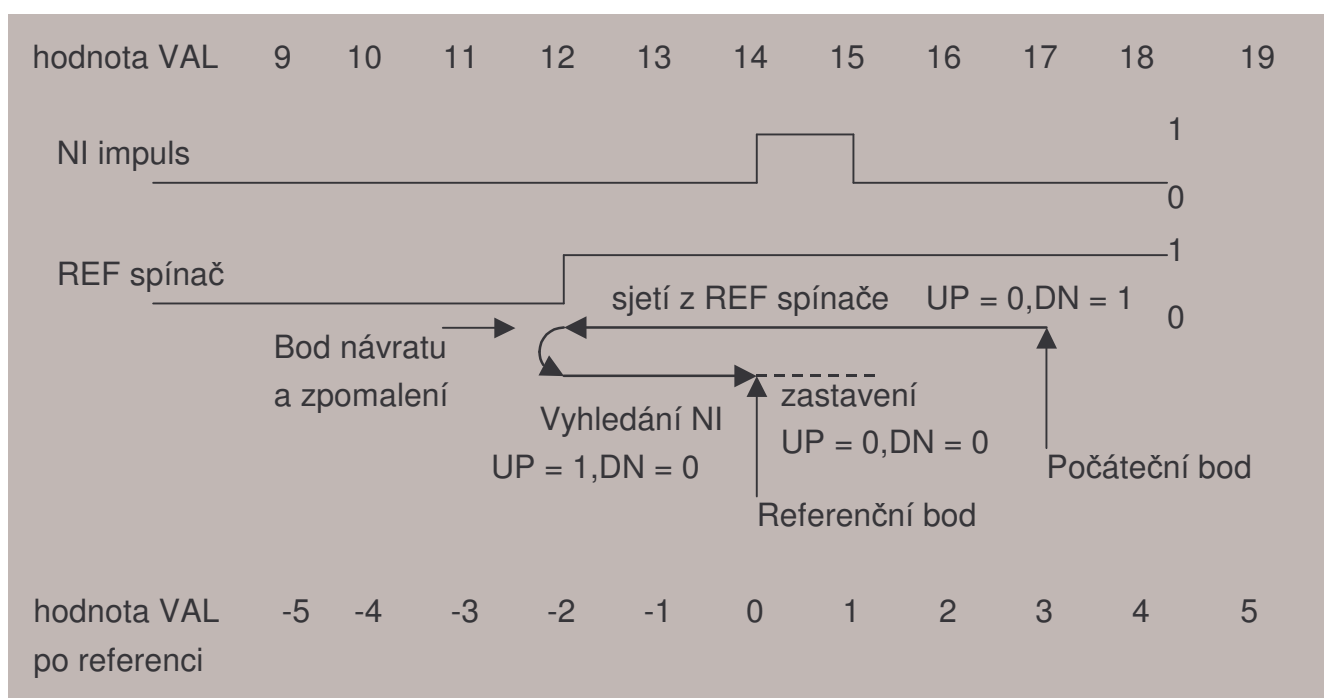 hodnota VAL 9 10 11 12 13 14 15 16 17 18 19
1
NI impuls
0
1
REF spínač
sjetí z REF spínače UP = 0,DN = 1
0
Bod návratu
a zpomalení
zastavení
Vyhledání NI
UP = 0,DN = 0
UP = 1,DN = 0
Počáteční bod
Referenční bod
hodnota VAL -5 -4 -3 -2 -1 0 1 2 3 4 5
po referenci